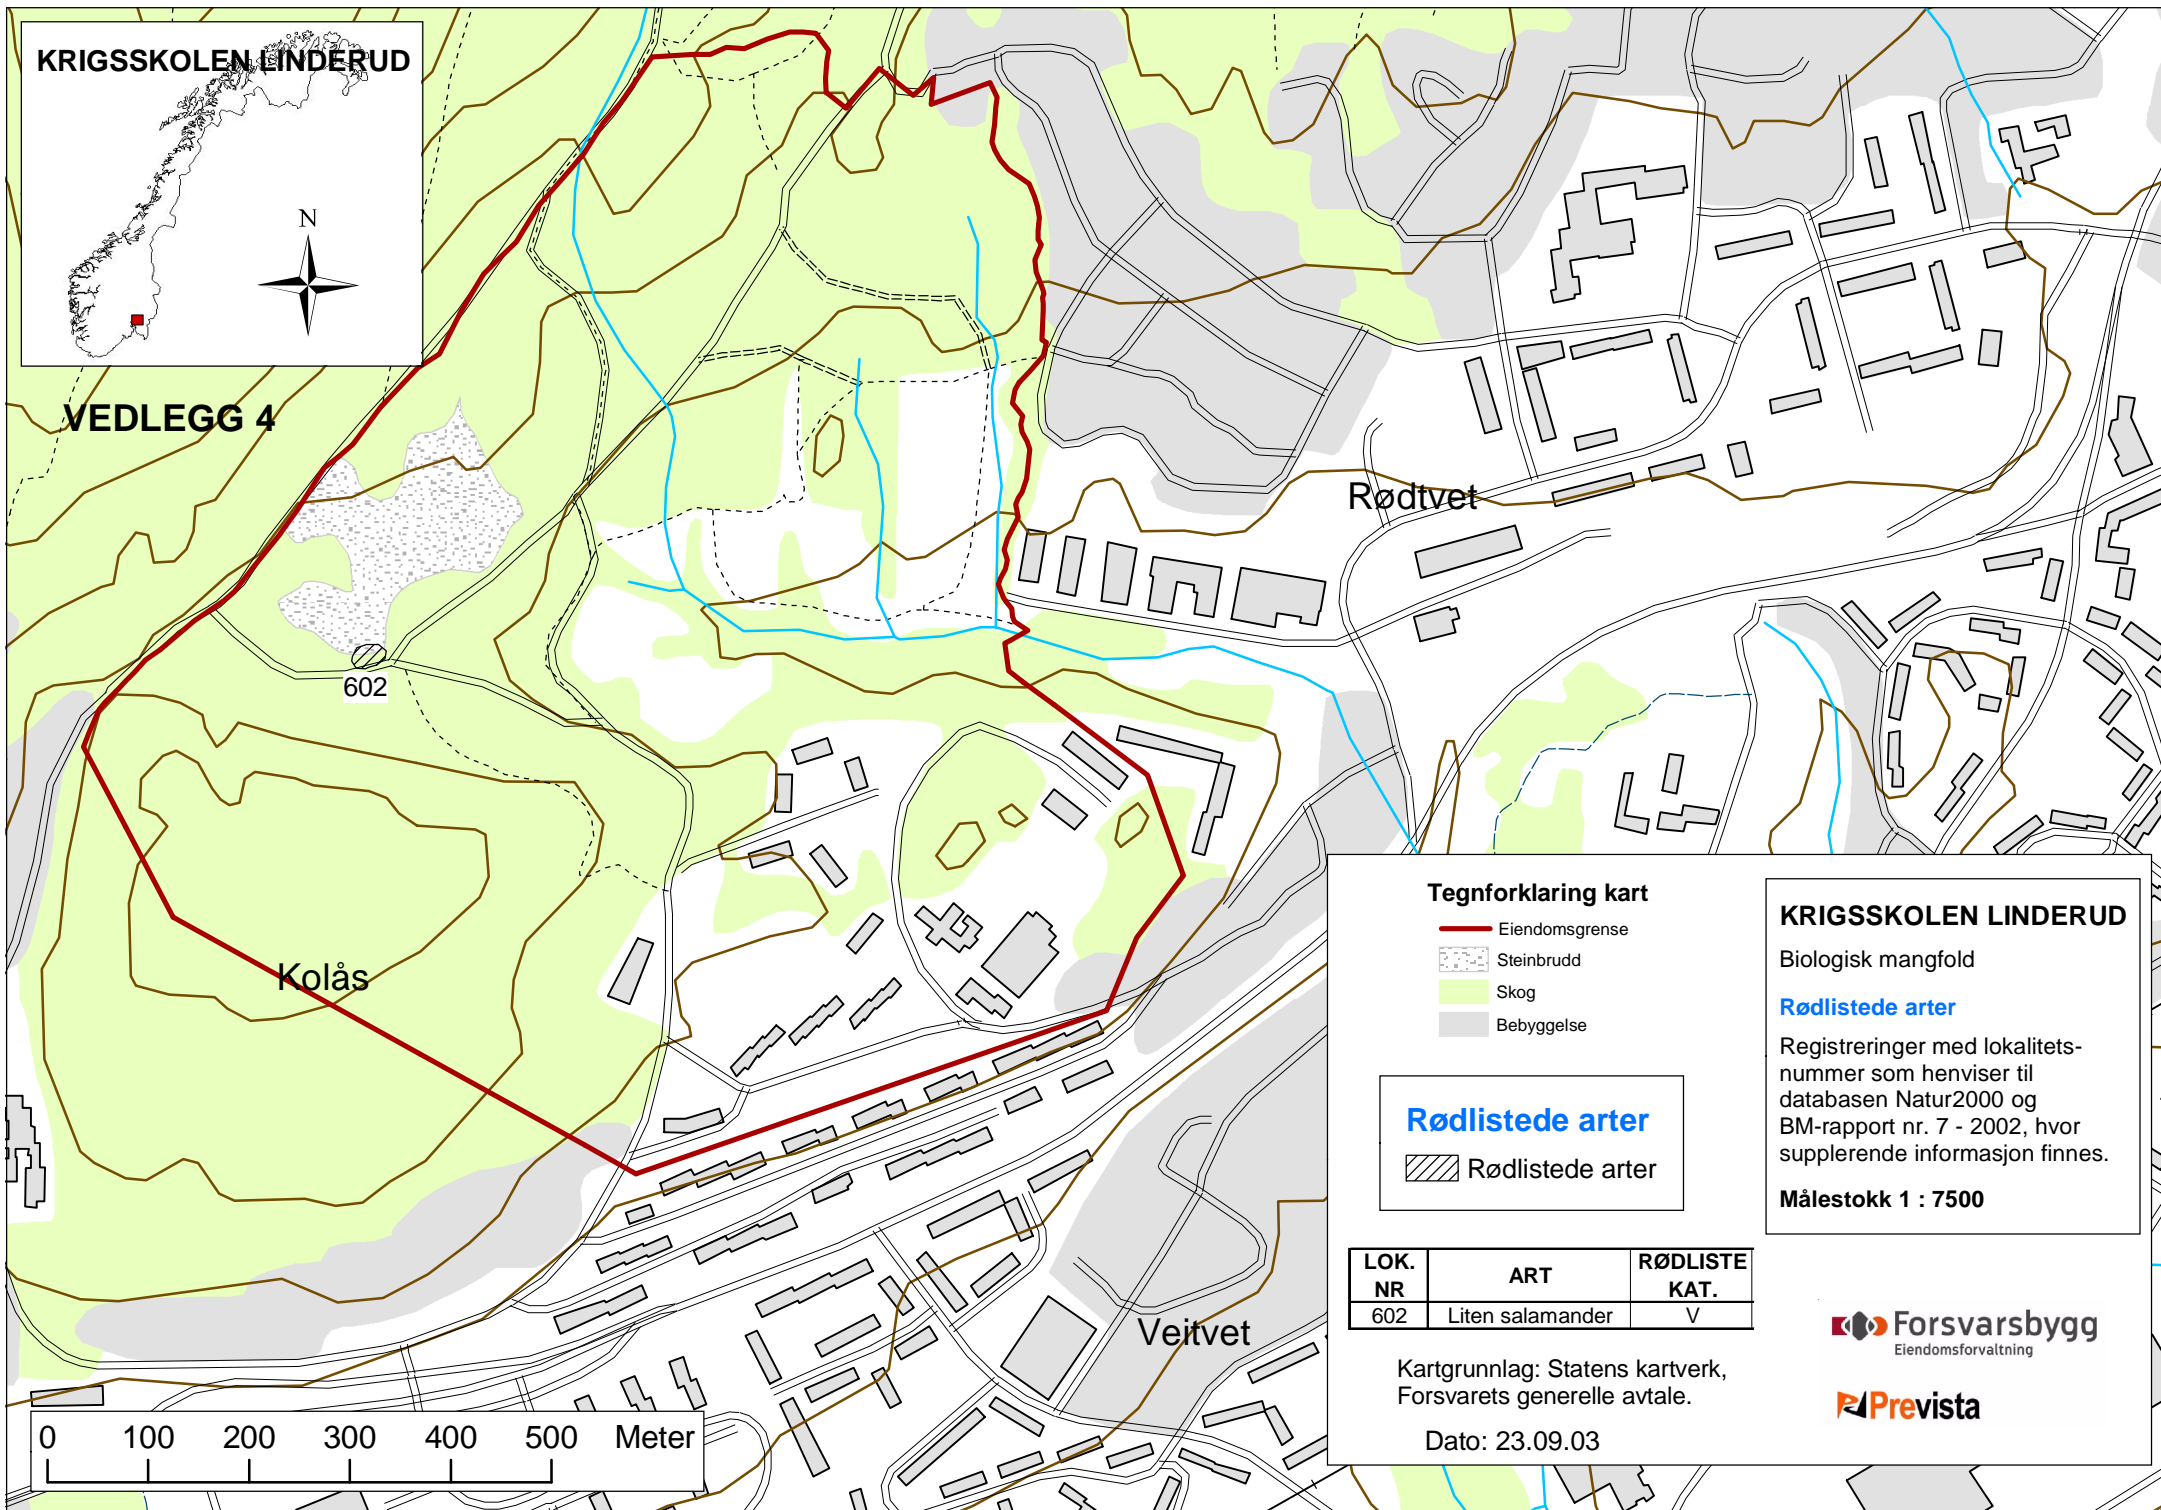 KRIGSSKOLEN LINDERUD
N
VEDLEGG 4
Rødtvet
602
Kolås
Veitvet
0 100 200 300 400 500 Meter
Tegnforklaring kart
Eiendomsgrense
Steinbrudd
Skog
Bebyggelse
Rødlistede arter
Rødlistede arter
KRIGSSKOLEN LINDERUD
Biologisk mangfold
Rødlistede arter
Registreringer med lokalitets-
nummer som henviser til
databasen Natur2000 og
BM-rapport nr. 7 - 2002, hvor
supplerende informasjon finnes.
Målestokk 1 : 7500
LOK. NR ART RØDLISTE KAT.
602 Liten salamander V
Kartgrunnlag: Statens kartverk,
Forsvarets generelle avtale.
Dato: 23.09.03
Forsvarsbygg
Eiendomsforvaltning
Prevista